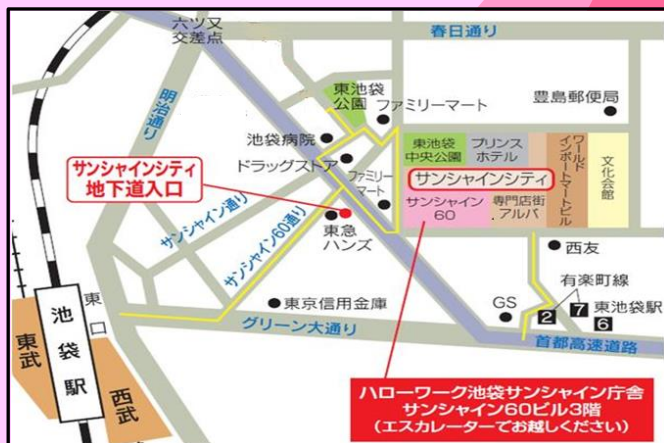 六ツ又
交差点
春日通り
明治通り
東池袋
公園
ファミリーマート
豊島郵便局
池袋病院
ドラッグストア
ファミリー
マート
サンシャインシティ
地下道入口
東池袋
中央公園
プリンス
ホテル
ワールド
インポートマートビル
文化会館
サンシャインシティ
サンシャイン
60
専門店街
アルパ
サンシャイン通り
サンシャイン60通り
東急
ハンズ
西友
有楽町線
東池袋駅
2
7
6
GS
東京信用金庫
グリーン大通り
首都高速道路
東口
池袋駅
東武
西武
ハローワーク池袋サンシャイン庁舎
サンシャイン60ビル3階
(エスカレーターでお越しください)